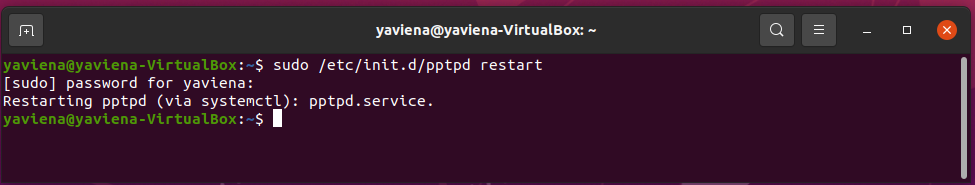 yaviena@yaviena-VirtualBox: ~
yaviena@yaviena-VirtualBox:~$ sudo /etc/init.d/pptpd restart
[sudo] password for yaviena:
Restarting pptpd (via systemctl): pptpd.service.
yaviena@yaviena-VirtualBox:~$